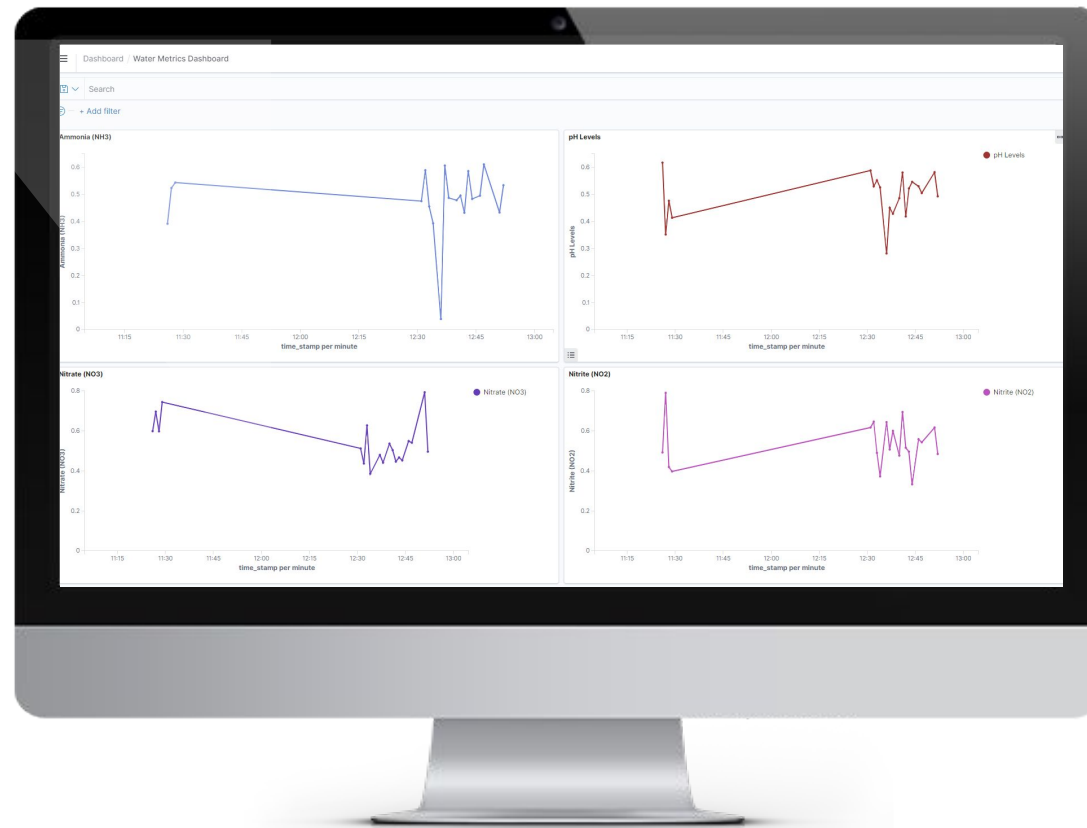 Dashboard / Water Metrics Dashboard
Search
+ Add filter
Ammonia (NH3)
Ammonia (NH3)
0.6
0.5
0.4
0.3
0.2
0.1
0
11:15 11:30 11:45 12:00 12:15 12:30 12:45 13:00
time_stamp per minute
pH Levels
pH Levels
pH Levels
0.6
0.5
0.4
0.3
0.2
0.1
0
11:15 11:30 11:45 12:00 12:15 12:30 12:45 13:00
time_stamp per minute
Nitrate (NO3)
Nitrate (NO3)
Nitrate (NO3)
0.8
0.6
0.4
0.2
0
11:15 11:30 11:45 12:00 12:15 12:30 12:45 13:00
time_stamp per minute
Nitrite (NO2)
Nitrite (NO2)
Nitrite (NO2)
0.8
0.6
0.4
0.2
0
11:15 11:30 11:45 12:00 12:15 12:30 12:45 13:00
time_stamp per minute